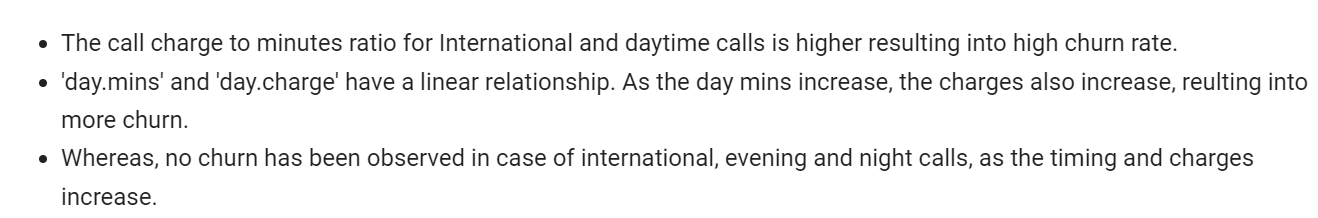 • The call charge to minutes ratio for International and daytime calls is higher resulting into high churn rate.
• 'day.mins' and 'day.charge' have a linear relationship. As the day mins increase, the charges also increase, reulting into
more churn.
• Whereas, no churn has been observed in case of international, evening and night calls, as the timing and charges
increase.